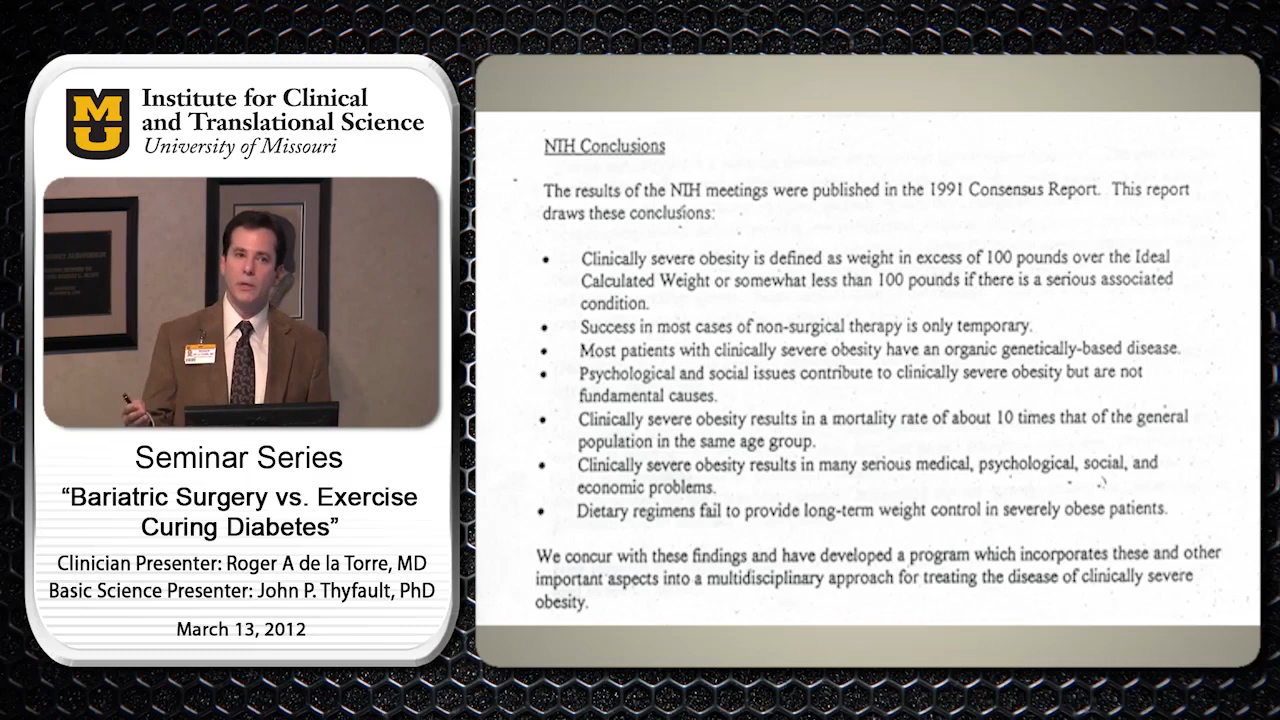 MU
Institute for Clinical
and Translational Science
University of Missouri
Seminar Series
“Bariatric Surgery vs. Exercise
Curing Diabetes”
Clinician Presenter: Roger A de la Torre, MD
Basic Science Presenter: John P. Thyfault, PhD
March 13, 2012
NIH Conclusions
The results of the NIH meetings were published in the 1991 Consensus Report. This report
draws these conclusions:
• Clinically severe obesity is defined as weight in excess of 100 pounds over the Ideal
Calculated Weight or somewhat less than 100 pounds if there is a serious associated
condition.
• Success in most cases of non-surgical therapy is only temporary.
• Most patients with clinically severe obesity have an organic genetically-based disease.
• Psychological and social issues contribute to clinically severe obesity but are not
fundamental causes.
• Clinically severe obesity results in a mortality rate of about 10 times that of the general
population in the same age group.
• Clinically severe obesity results in many serious medical, psychological, social, and
economic problems.
• Dietary regimens fail to provide long-term weight control in severely obese patients.
We concur with these findings and have developed a program which incorporates these and other
important aspects into a multidisciplinary approach for treating the disease of clinically severe
obesity.